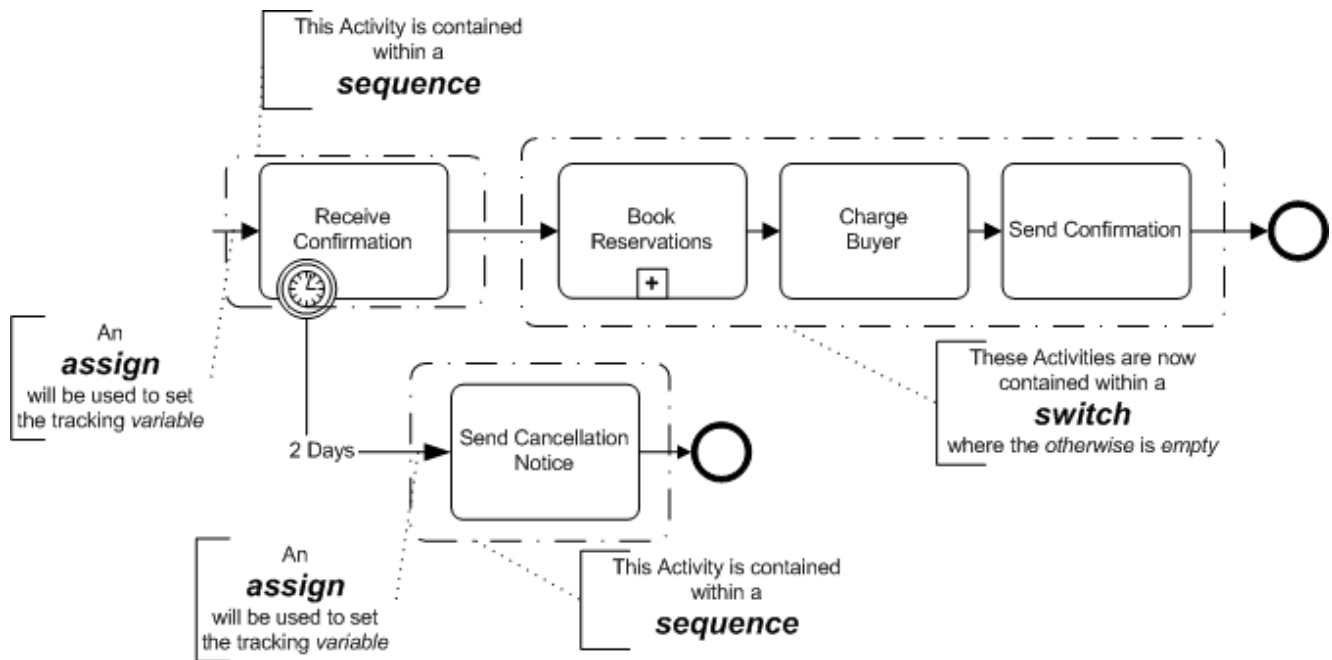 This Activity is contained
within a
sequence
Receive
Confirmation
Book
Reservations
+
Charge
Buyer
Send Confirmation
An
assign
will be used to set
the tracking variable
These Activities are now
contained within a
switch
where the otherwise is empty
2 Days
Send Cancellation
Notice
An
assign
will be used to set
the tracking variable
This Activity is contained
within a
sequence